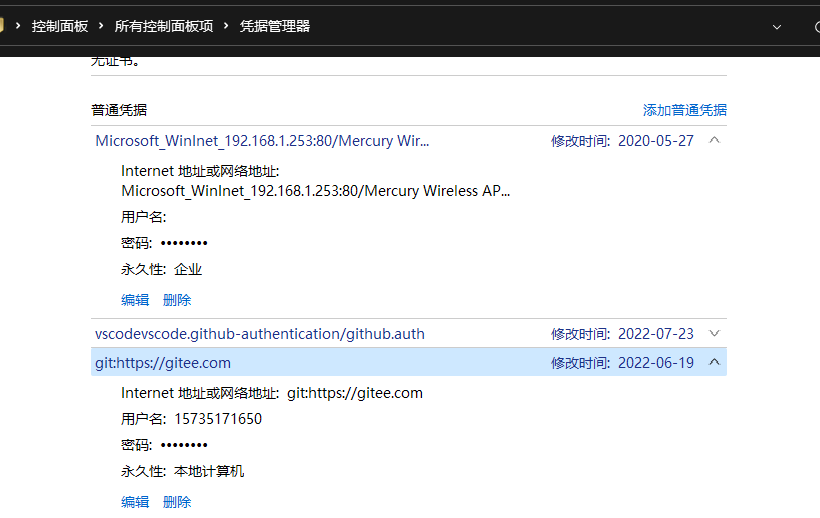 控制面板 › 所有控制面板项 › 凭据管理器
无证书。
普通凭据 添加普通凭据
Microsoft_WinInet_192.168.1.253:80/Mercury Wir... 修改时间: 2020-05-27
Internet 地址或网络地址:
Microsoft_WinInet_192.168.1.253:80/Mercury Wireless AP...
用户名:
密码: ••••••••
永久性: 企业
编辑 删除
vscodevscode.github-authentication/github.auth 修改时间: 2022-07-23
git:https://gitee.com 修改时间: 2022-06-19
Internet 地址或网络地址: git:https://gitee.com
用户名: 15735171650
密码: ••••••••
永久性: 本地计算机
编辑 删除